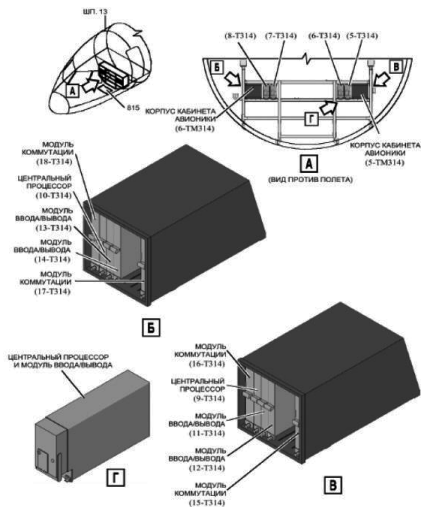 ШП. 13
А
815
(8-Т314) (7-Т314) (6-Т314) (5-Т314)
Б
В
КОРПУС КАБИНЕТА
АВИОНИКИ
(6-ТМ314)
Г
КОРПУС КАБИНЕТА
АВИОНИКИ
(5-ТМ314)
А
(ВИД ПРОТИВ ПОЛЕТА)
МОДУЛЬ
КОММУТАЦИИ
(18-Т314)
ЦЕНТРАЛЬНЫЙ
ПРОЦЕССОР
(10-Т314)
МОДУЛЬ
ВВОДА/ВЫВОДА
(13-Т314)
МОДУЛЬ
ВВОДА/ВЫВОДА
(14-Т314)
МОДУЛЬ
КОММУТАЦИИ
(17-Т314)
Б
ЦЕНТРАЛЬНЫЙ ПРОЦЕССОР
И МОДУЛЬ ВВОДА/ВЫВОДА
Г
МОДУЛЬ
КОММУТАЦИИ
(16-Т314)
ЦЕНТРАЛЬНЫЙ
ПРОЦЕССОР
(9-Т314)
МОДУЛЬ
ВВОДА/ВЫВОДА
(11-Т314)
МОДУЛЬ
ВВОДА/ВЫВОДА
(12-Т314)
МОДУЛЬ
КОММУТАЦИИ
(15-Т314)
В